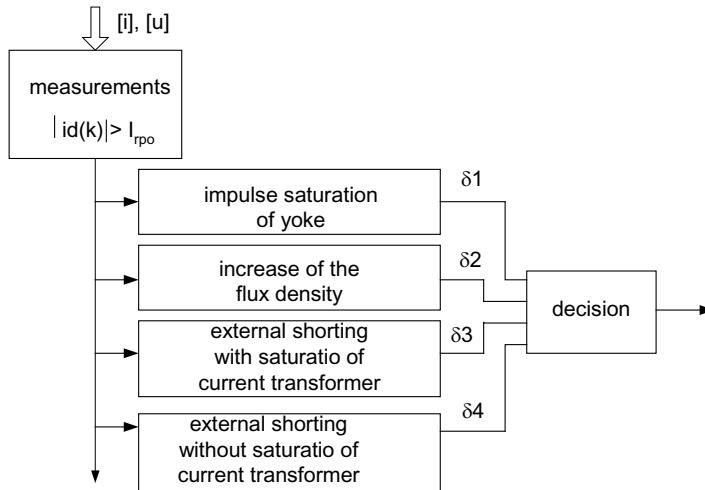 [i], [u]
measurements
| id(k)|> I_rpo
impulse saturation
of yoke
δ1
increase of the
flux density
δ2
external shorting
with saturatio of
current transformer
δ3
external shorting
without saturatio of
current transformer
δ4
decision